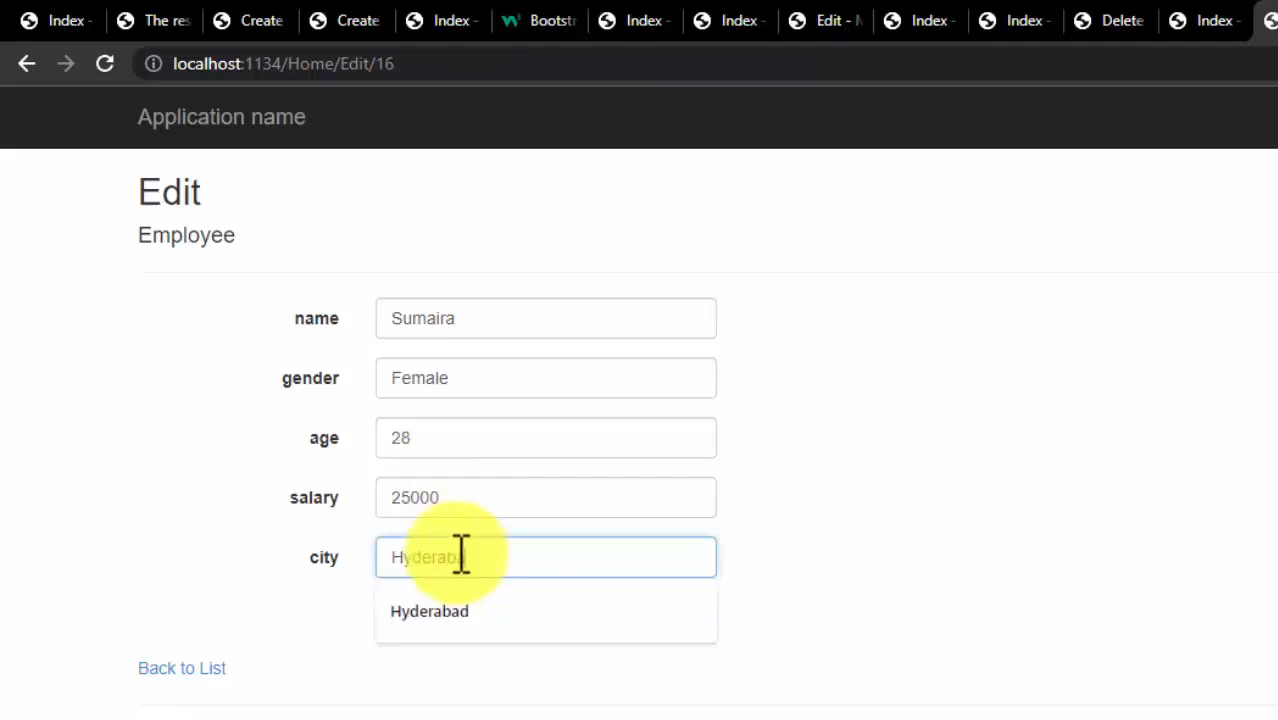 Index - The res Create Create Index - Bootstr Index - Index - Edit - M Index - Index - Delete Index -
localhost:1134/Home/Edit/16
Application name
Edit
Employee
name Sumaira
gender Female
age 28
salary 25000
city Hyderaba
Hyderabad
Back to List